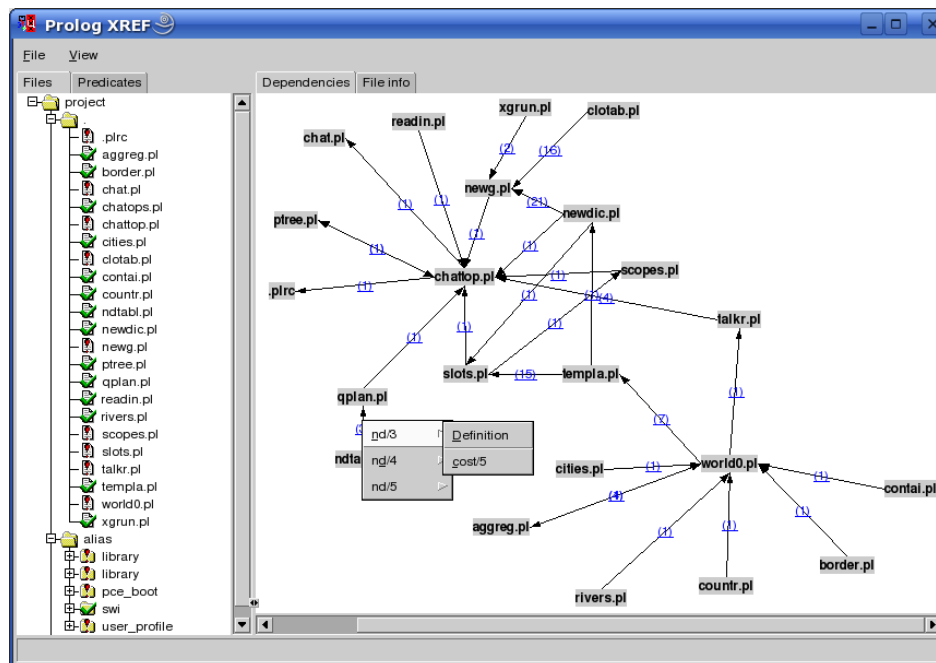 Prolog XREF
File View
Files Predicates
Dependencies File info
project
.
.plrc
aggreg.pl
border.pl
chat.pl
chatops.pl
chattop.pl
cities.pl
clotab.pl
contai.pl
countr.pl
ndtabl.pl
newdic.pl
newg.pl
ptree.pl
qplan.pl
readin.pl
rivers.pl
scopes.pl
slots.pl
talkr.pl
templa.pl
world0.pl
xgrun.pl
alias
library
library
pce_boot
swi
user_profile
xgrun.pl
clotab.pl
readin.pl
chat.pl
(2)
(16)
newg.pl
(1)
(1)
(21)
newdic.pl
ptree.pl
(1)
(1)
(1)
chattop.pl
(1)
scopes.pl
.plrc
(1)
(1)
(4)
talkr.pl
(1)
(1)
(1)
slots.pl
(15)
templa.pl
qplan.pl
(1)
(7)
nd/3
Definition
nd/4
cost/5
nd/5
cities.pl
(1)
world0.pl
(1)
contai.pl
(4)
aggreg.pl
(1)
(1)
(1)
border.pl
countr.pl
rivers.pl